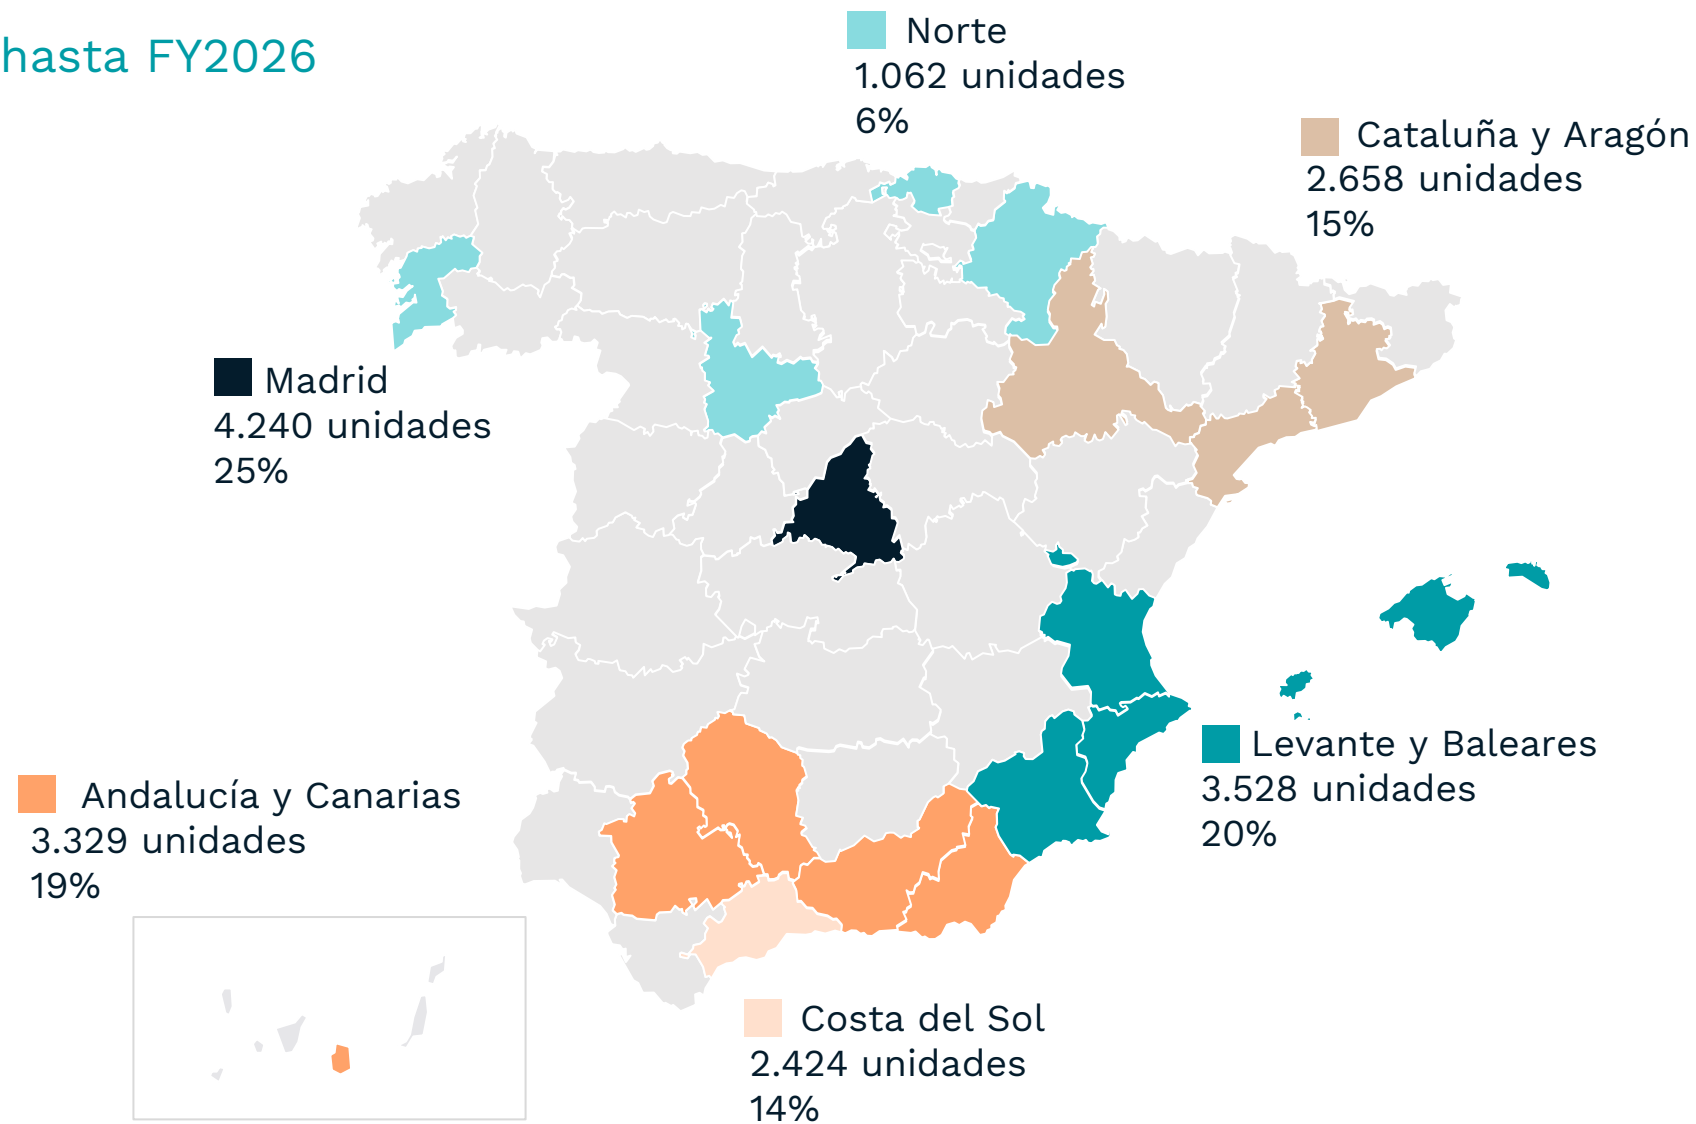 hasta FY2026
Norte
1.062 unidades
6%
Cataluña y Aragón
2.658 unidades
15%
Madrid
4.240 unidades
25%
Levante y Baleares
3.528 unidades
20%
Andalucía y Canarias
3.329 unidades
19%
Costa del Sol
2.424 unidades
14%